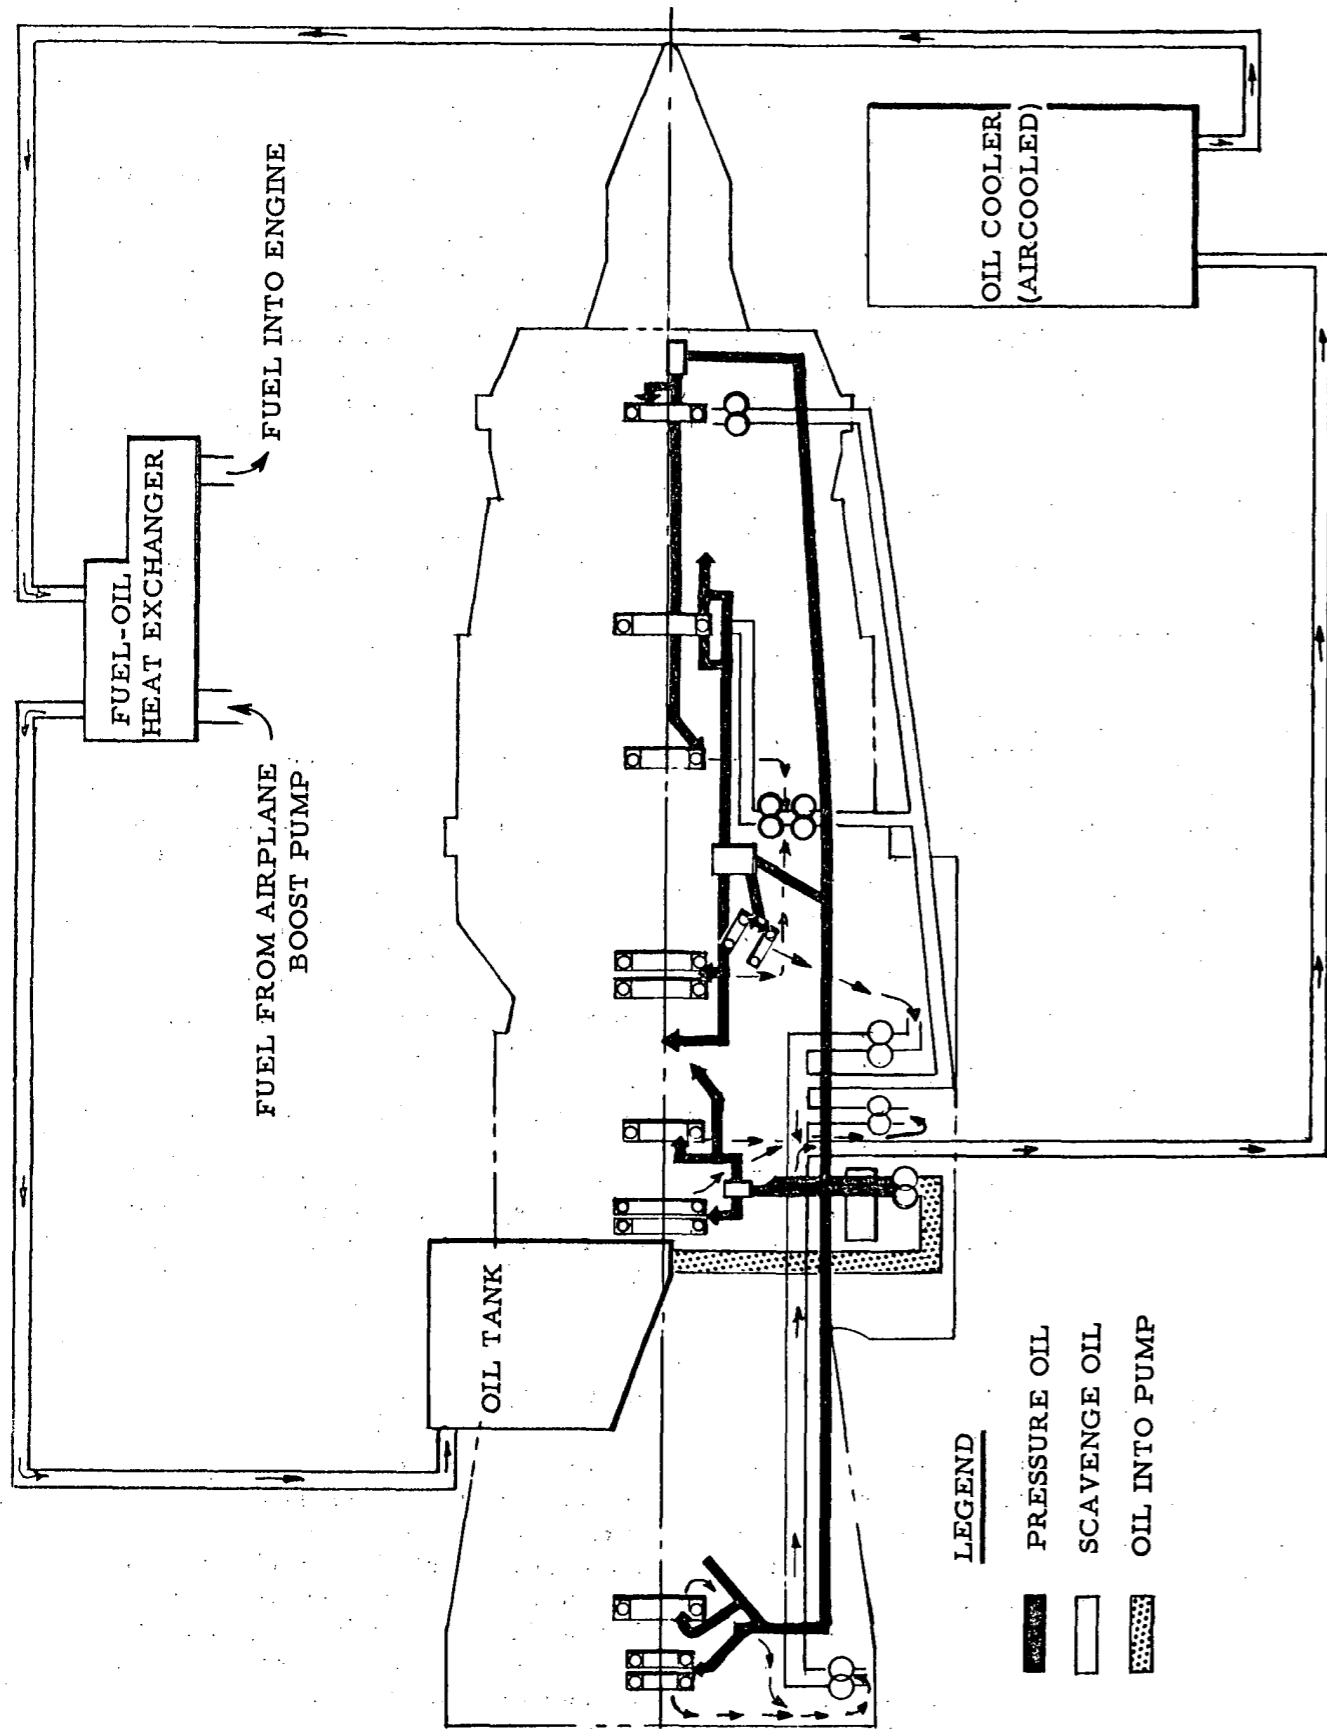 FUEL-OIL
HEAT EXCHANGER
FUEL INTO ENGINE
FUEL FROM AIRPLANE
BOOST PUMP
OIL COOLER
(AIRCOOLED)
OIL TANK
LEGEND
PRESSURE OIL
SCAVENGE OIL
OIL INTO PUMP